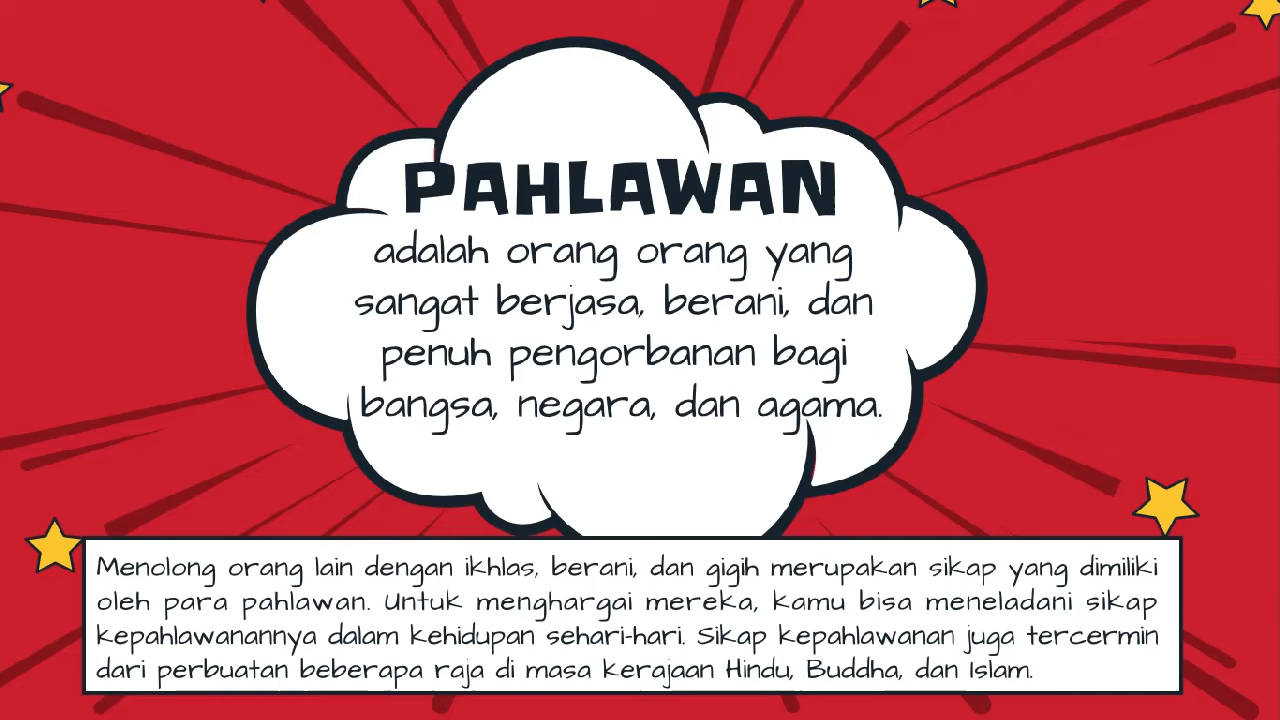 PAHLAWAN
adalah orang orang yang
sangat berjasa, berani, dan
penuh pengorbanan bagi
bangsa, negara, dan agama.
Menolong orang lain dengan ikhlas, berani, dan gigih merupakan sikap yang dimiliki
oleh para pahlawan. Untuk menghargai mereka, kamu bisa meneladani sikap
kepahlawanannya dalam kehidupan sehari-hari. Sikap kepahlawanan juga tercermin
dari perbuatan beberapa raja di masa kerajaan Hindu, Buddha, dan Islam.